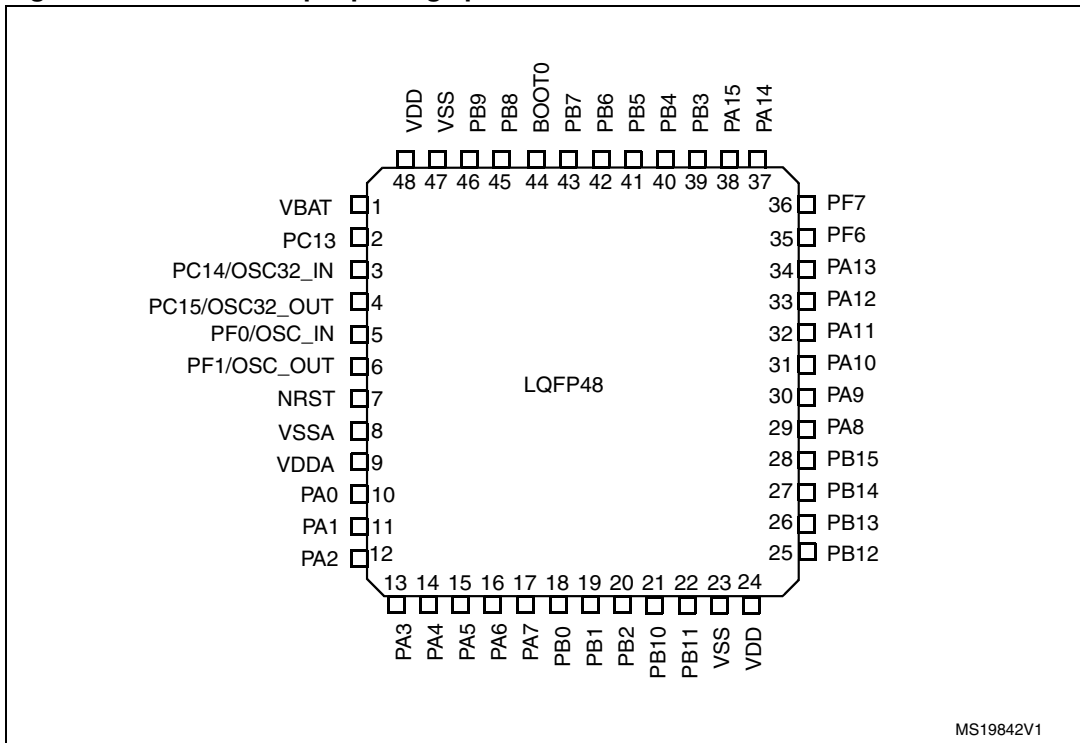 VDD
VSS
PB9
PB8
BOOT0
PB7
PB6
PB5
PB4
PB3
PA15
PA14
48 47 46 45 44 43 42 41 40 39 38 37
VBAT 1 36 PF7
PC13 2 35 PF6
PC14/OSC32_IN 3 34 PA13
PC15/OSC32_OUT 4 33 PA12
PF0/OSC_IN 5 32 PA11
PF1/OSC_OUT 6 31 PA10
NRST 7 LQFP48 30 PA9
VSSA 8 29 PA8
VDDA 9 28 PB15
PA0 10 27 PB14
PA1 11 26 PB13
PA2 12 25 PB12
13 14 15 16 17 18 19 20 21 22 23 24
PA3
PA4
PA5
PA6
PA7
PB0
PB1
PB2
PB10
PB11
VSS
VDD
MS19842V1